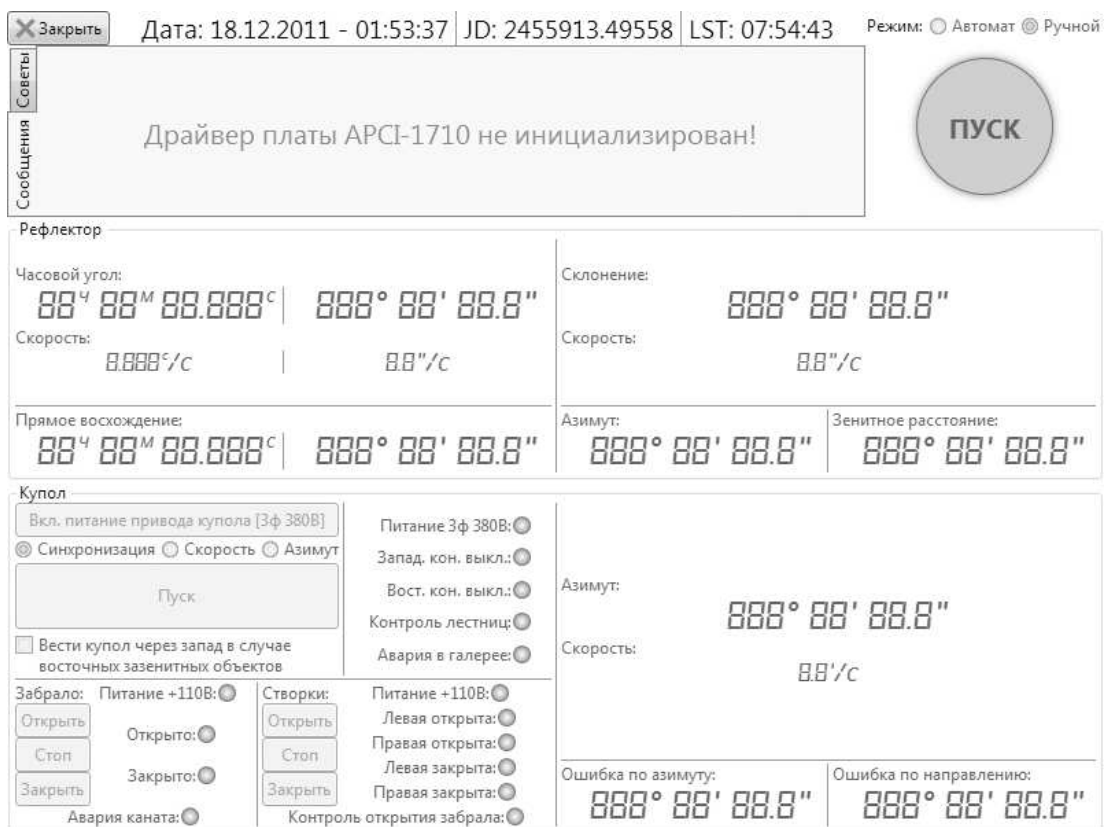 Закрыть
Дата: 18.12.2011 - 01:53:37 JD: 2455913.49558 LST: 07:54:43
Режим: Автомат Ручной
Советы
Сообщения
Драйвер платы APCI-1710 не инициализирован!
ПУСК
Рефлектор
Часовой угол:
88ч 88м 88.888с 888° 88' 88.8"
Скорость:
8.888с/с 8.8"/с
Склонение:
888° 88' 88.8"
Скорость:
8.8"/с
Прямое восхождение:
88ч 88м 88.888с 888° 88' 88.8"
Азимут:
888° 88' 88.8"
Зенитное расстояние:
888° 88' 88.8"
Купол
Вкл. питание привода купола [3ф 380В]
Синхронизация Скорость Азимут
Пуск
Вести купол через запад в случае
восточных зазенитных объектов
Питание 3ф 380В:
Запад. кон. выкл.:
Вост. кон. выкл.:
Контроль лестниц:
Авария в галерее:
Забрало: Питание +110В:
Открыть
Стоп
Закрыть
Открыто:
Закрыто:
Авария каната:
Створки: Питание +110В:
Открыть
Стоп
Закрыть
Левая открыта:
Правая открыта:
Левая закрыта:
Правая закрыта:
Контроль открытия забрала:
Азимут:
888° 88' 88.8"
Скорость:
8.8'/с
Ошибка по азимуту:
888° 88' 88.8"
Ошибка по направлению:
888° 88' 88.8"